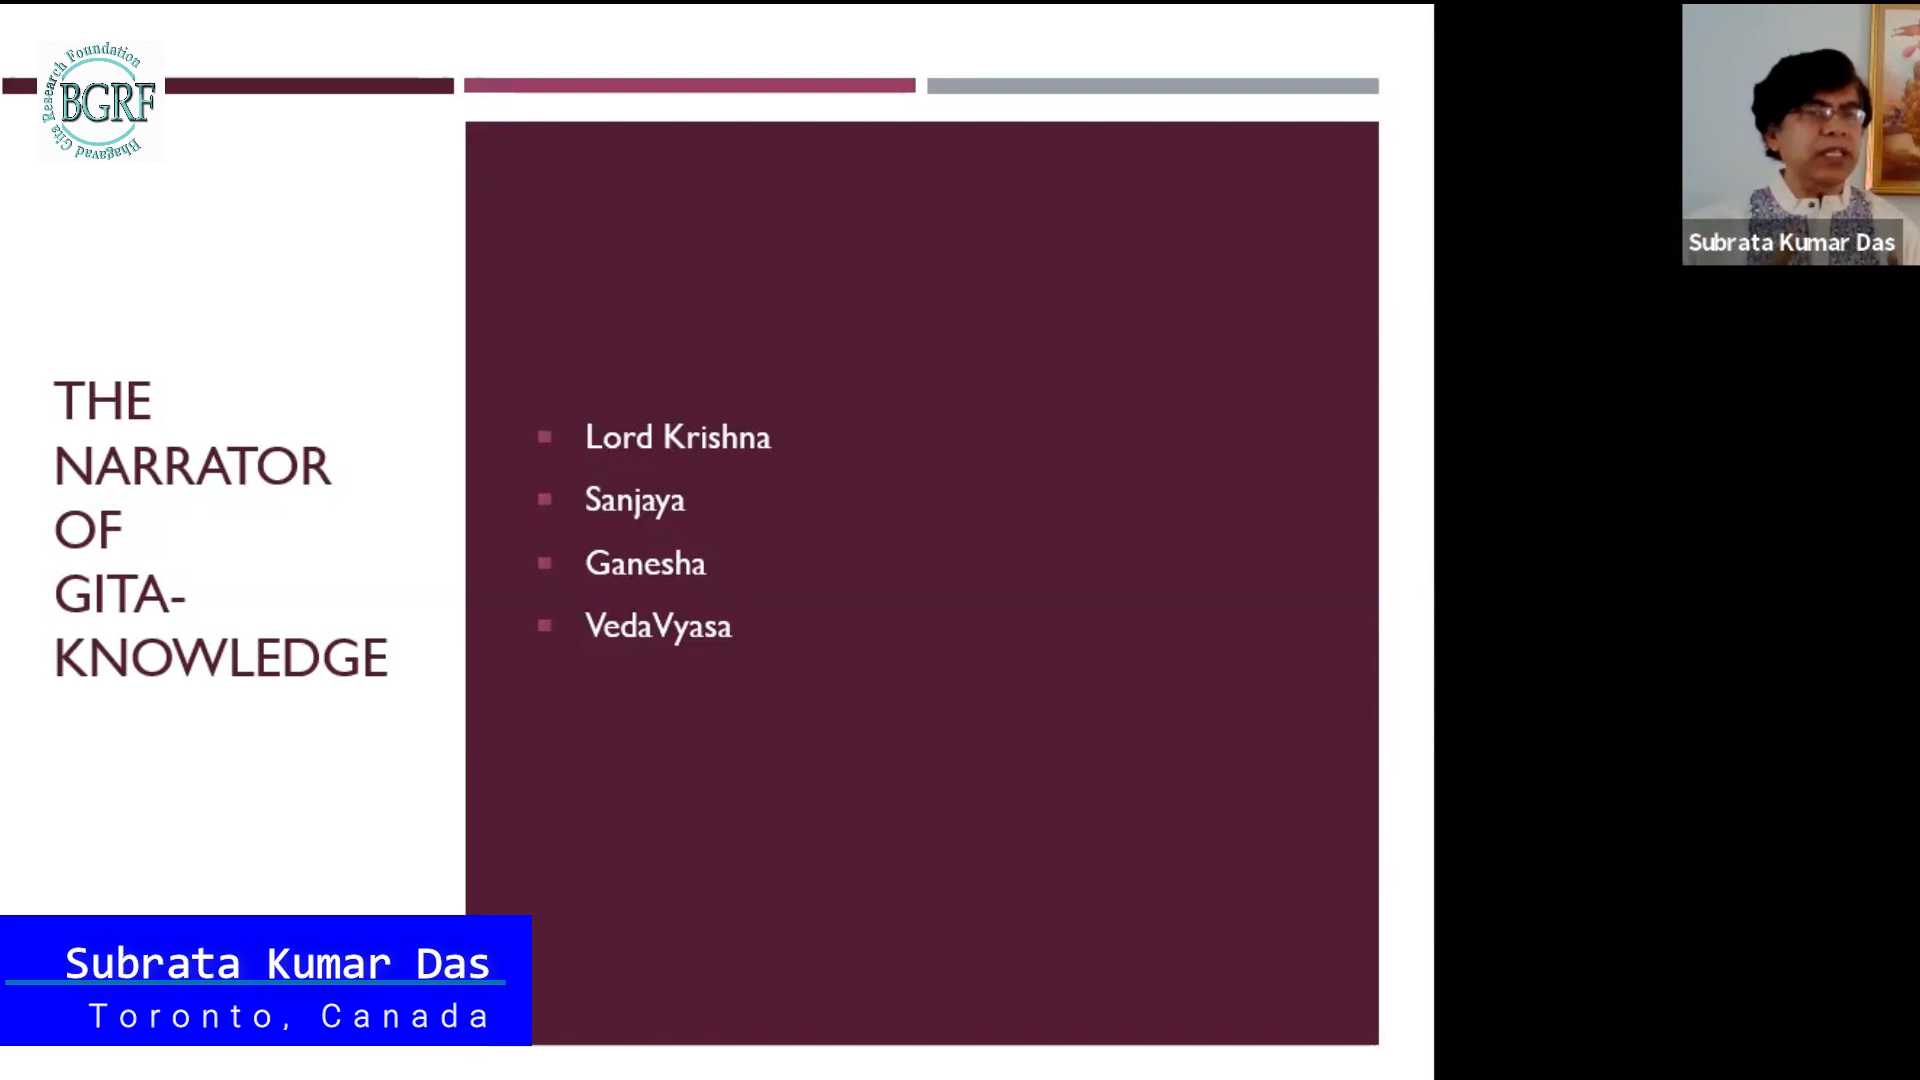 Bhagavad Gita Research Foundation
BGRF
THE
NARRATOR
OF
GITA-
KNOWLEDGE
Lord Krishna
Sanjaya
Ganesha
VedaVyasa
Subrata Kumar Das
Subrata Kumar Das
Toronto, Canada